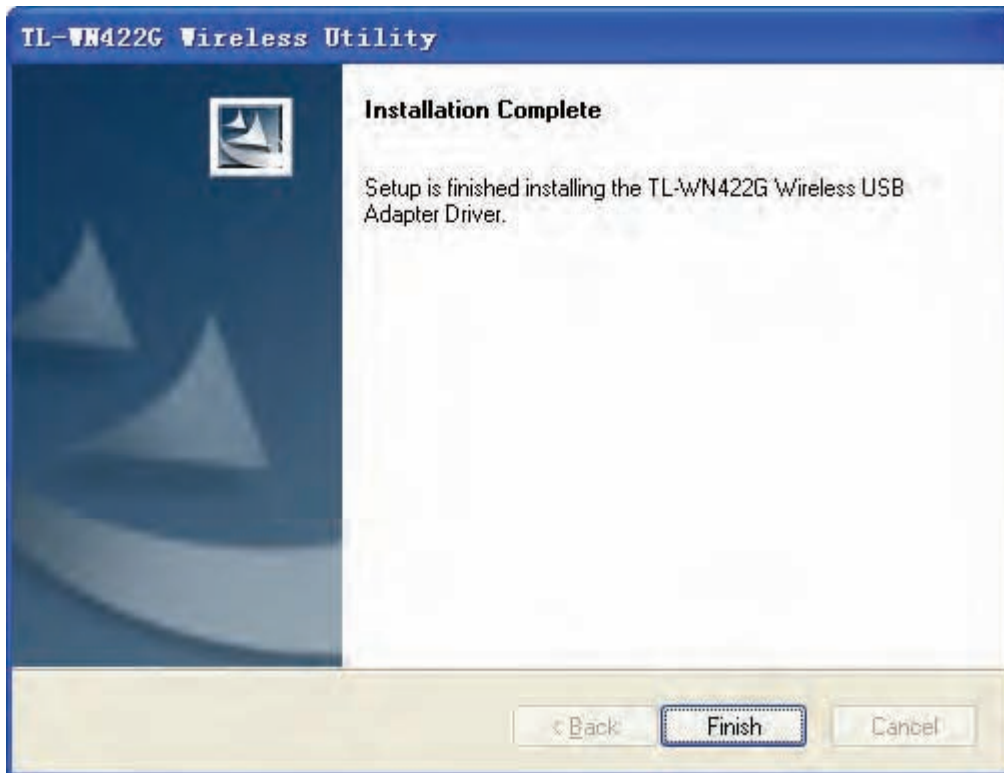 TL-WN422G Wireless Utility
Installation Complete
Setup is finished installing the TL-WN422G Wireless USB
Adapter Driver.
< Back
Finish
Cancel